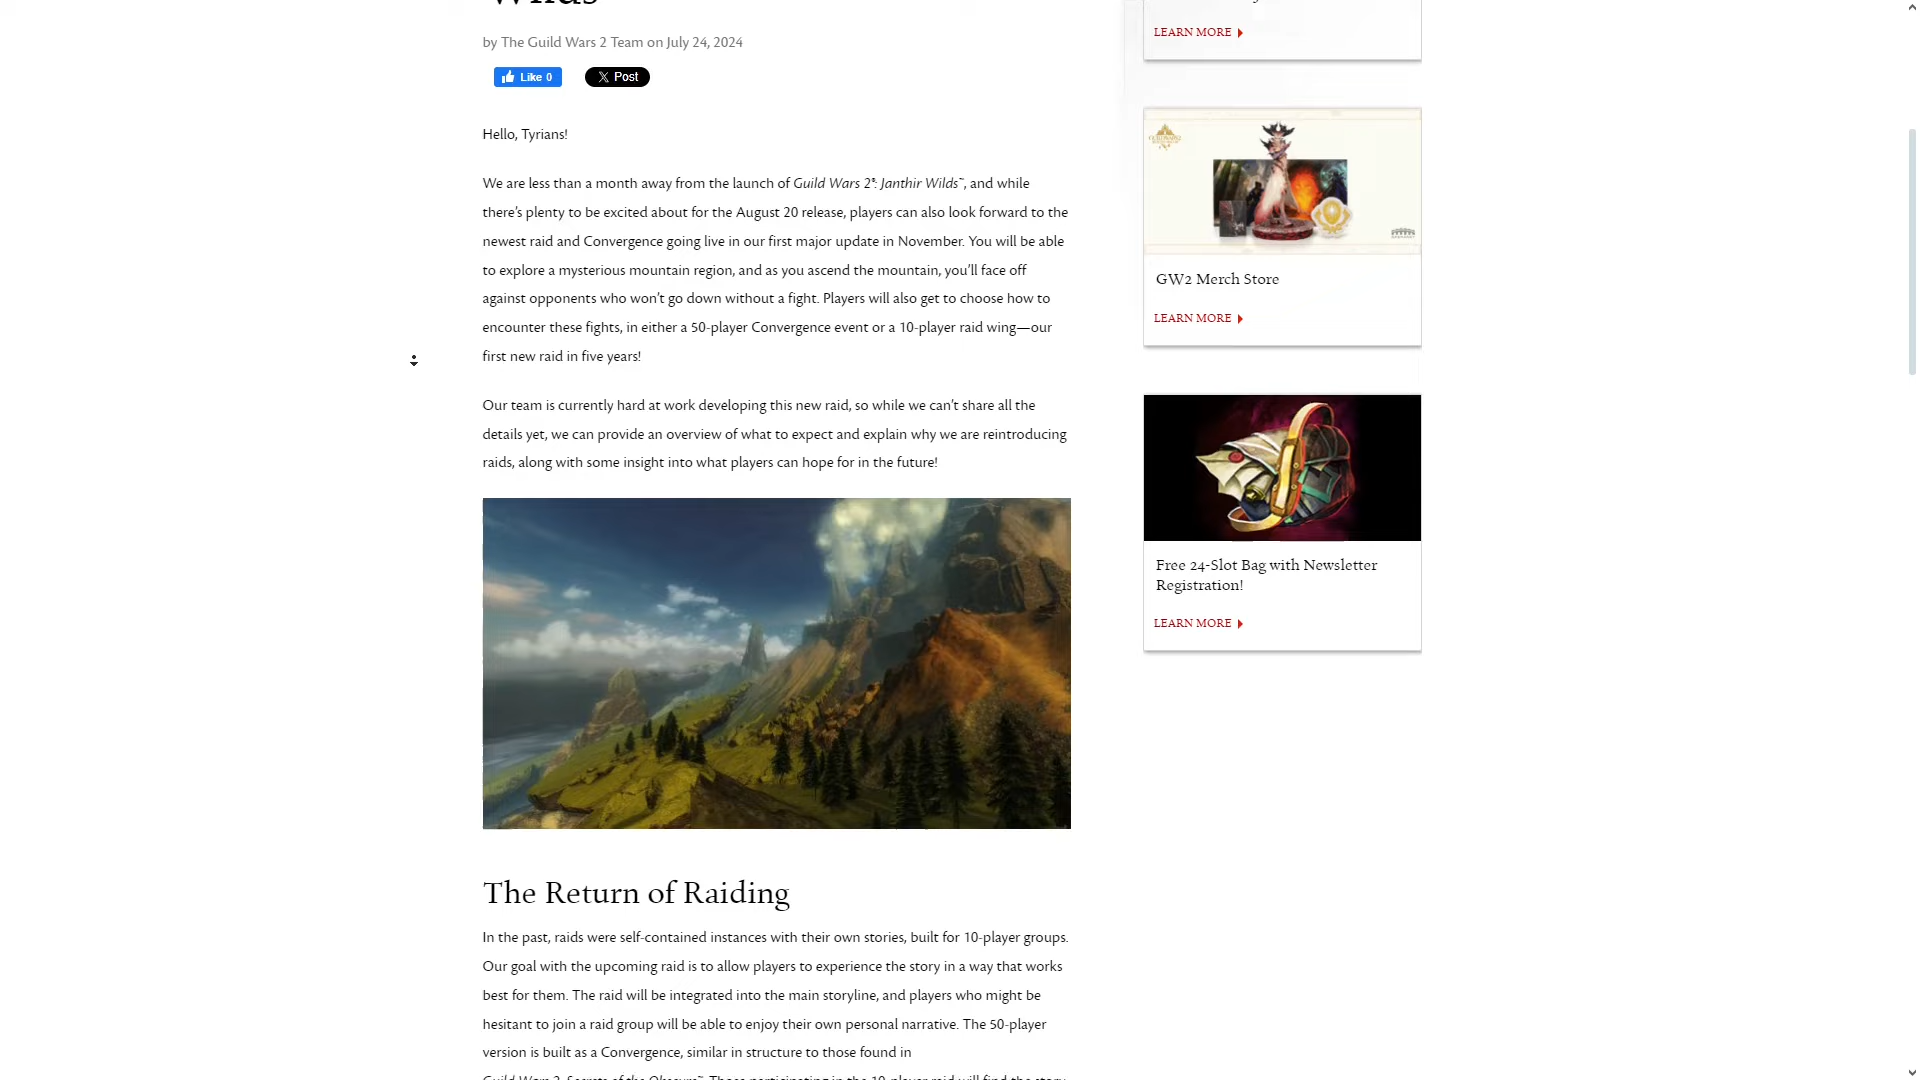 by The Guild Wars 2 Team on July 24, 2024
Like 0
Post
Hello, Tyrians!
We are less than a month away from the launch of Guild Wars 2®: Janthir Wilds™, and while
there’s plenty to be excited about for the August 20 release, players can also look forward to the
newest raid and Convergence going live in our first major update in November. You will be able
to explore a mysterious mountain region, and as you ascend the mountain, you’ll face off
against opponents who won’t go down without a fight. Players will also get to choose how to
encounter these fights, in either a 50-player Convergence event or a 10-player raid wing—our
first new raid in five years!
Our team is currently hard at work developing this new raid, so while we can’t share all the
details yet, we can provide an overview of what to expect and explain why we are reintroducing
raids, along with some insight into what players can hope for in the future!
The Return of Raiding
In the past, raids were self-contained instances with their own stories, built for 10-player groups.
Our goal with the upcoming raid is to allow players to experience the story in a way that works
best for them. The raid will be integrated into the main storyline, and players who might be
hesitant to join a raid group will be able to enjoy their own personal narrative. The 50-player
version is built as a Convergence, similar in structure to those found in
Guild Wars 2: Secrets of the Obscure™. Those participating in the 10-player raid will find the story
LEARN MORE
GW2 Merch Store
LEARN MORE
Free 24-Slot Bag with Newsletter
Registration!
LEARN MORE